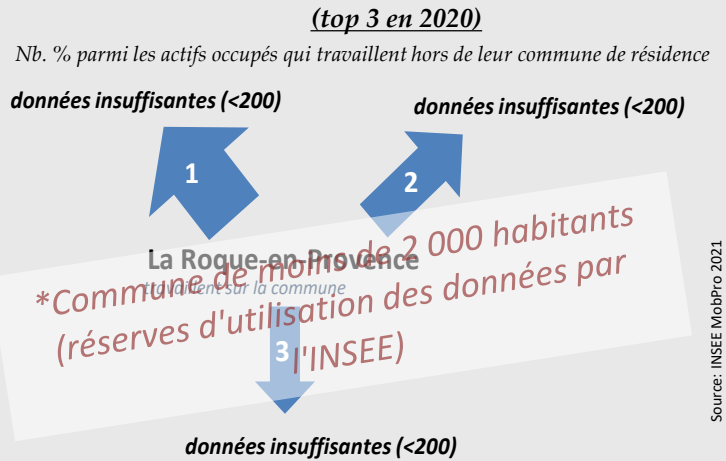 (top 3 en 2020)
Nb. % parmi les actifs occupés qui travaillent hors de leur commune de résidence
données insuffisantes (<200)
données insuffisantes (<200)
1
2
La Roque-en-Provence
travaillent sur la commune
*Commune de moins de 2 000 habitants
(réserves d'utilisation des données par
l'INSEE)
3
données insuffisantes (<200)
Source: INSEE MobPro 2021